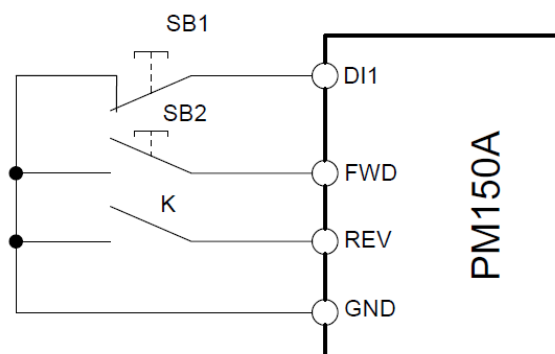 SB1
DI1
SB2
FWD
K
REV
GND
PM150A